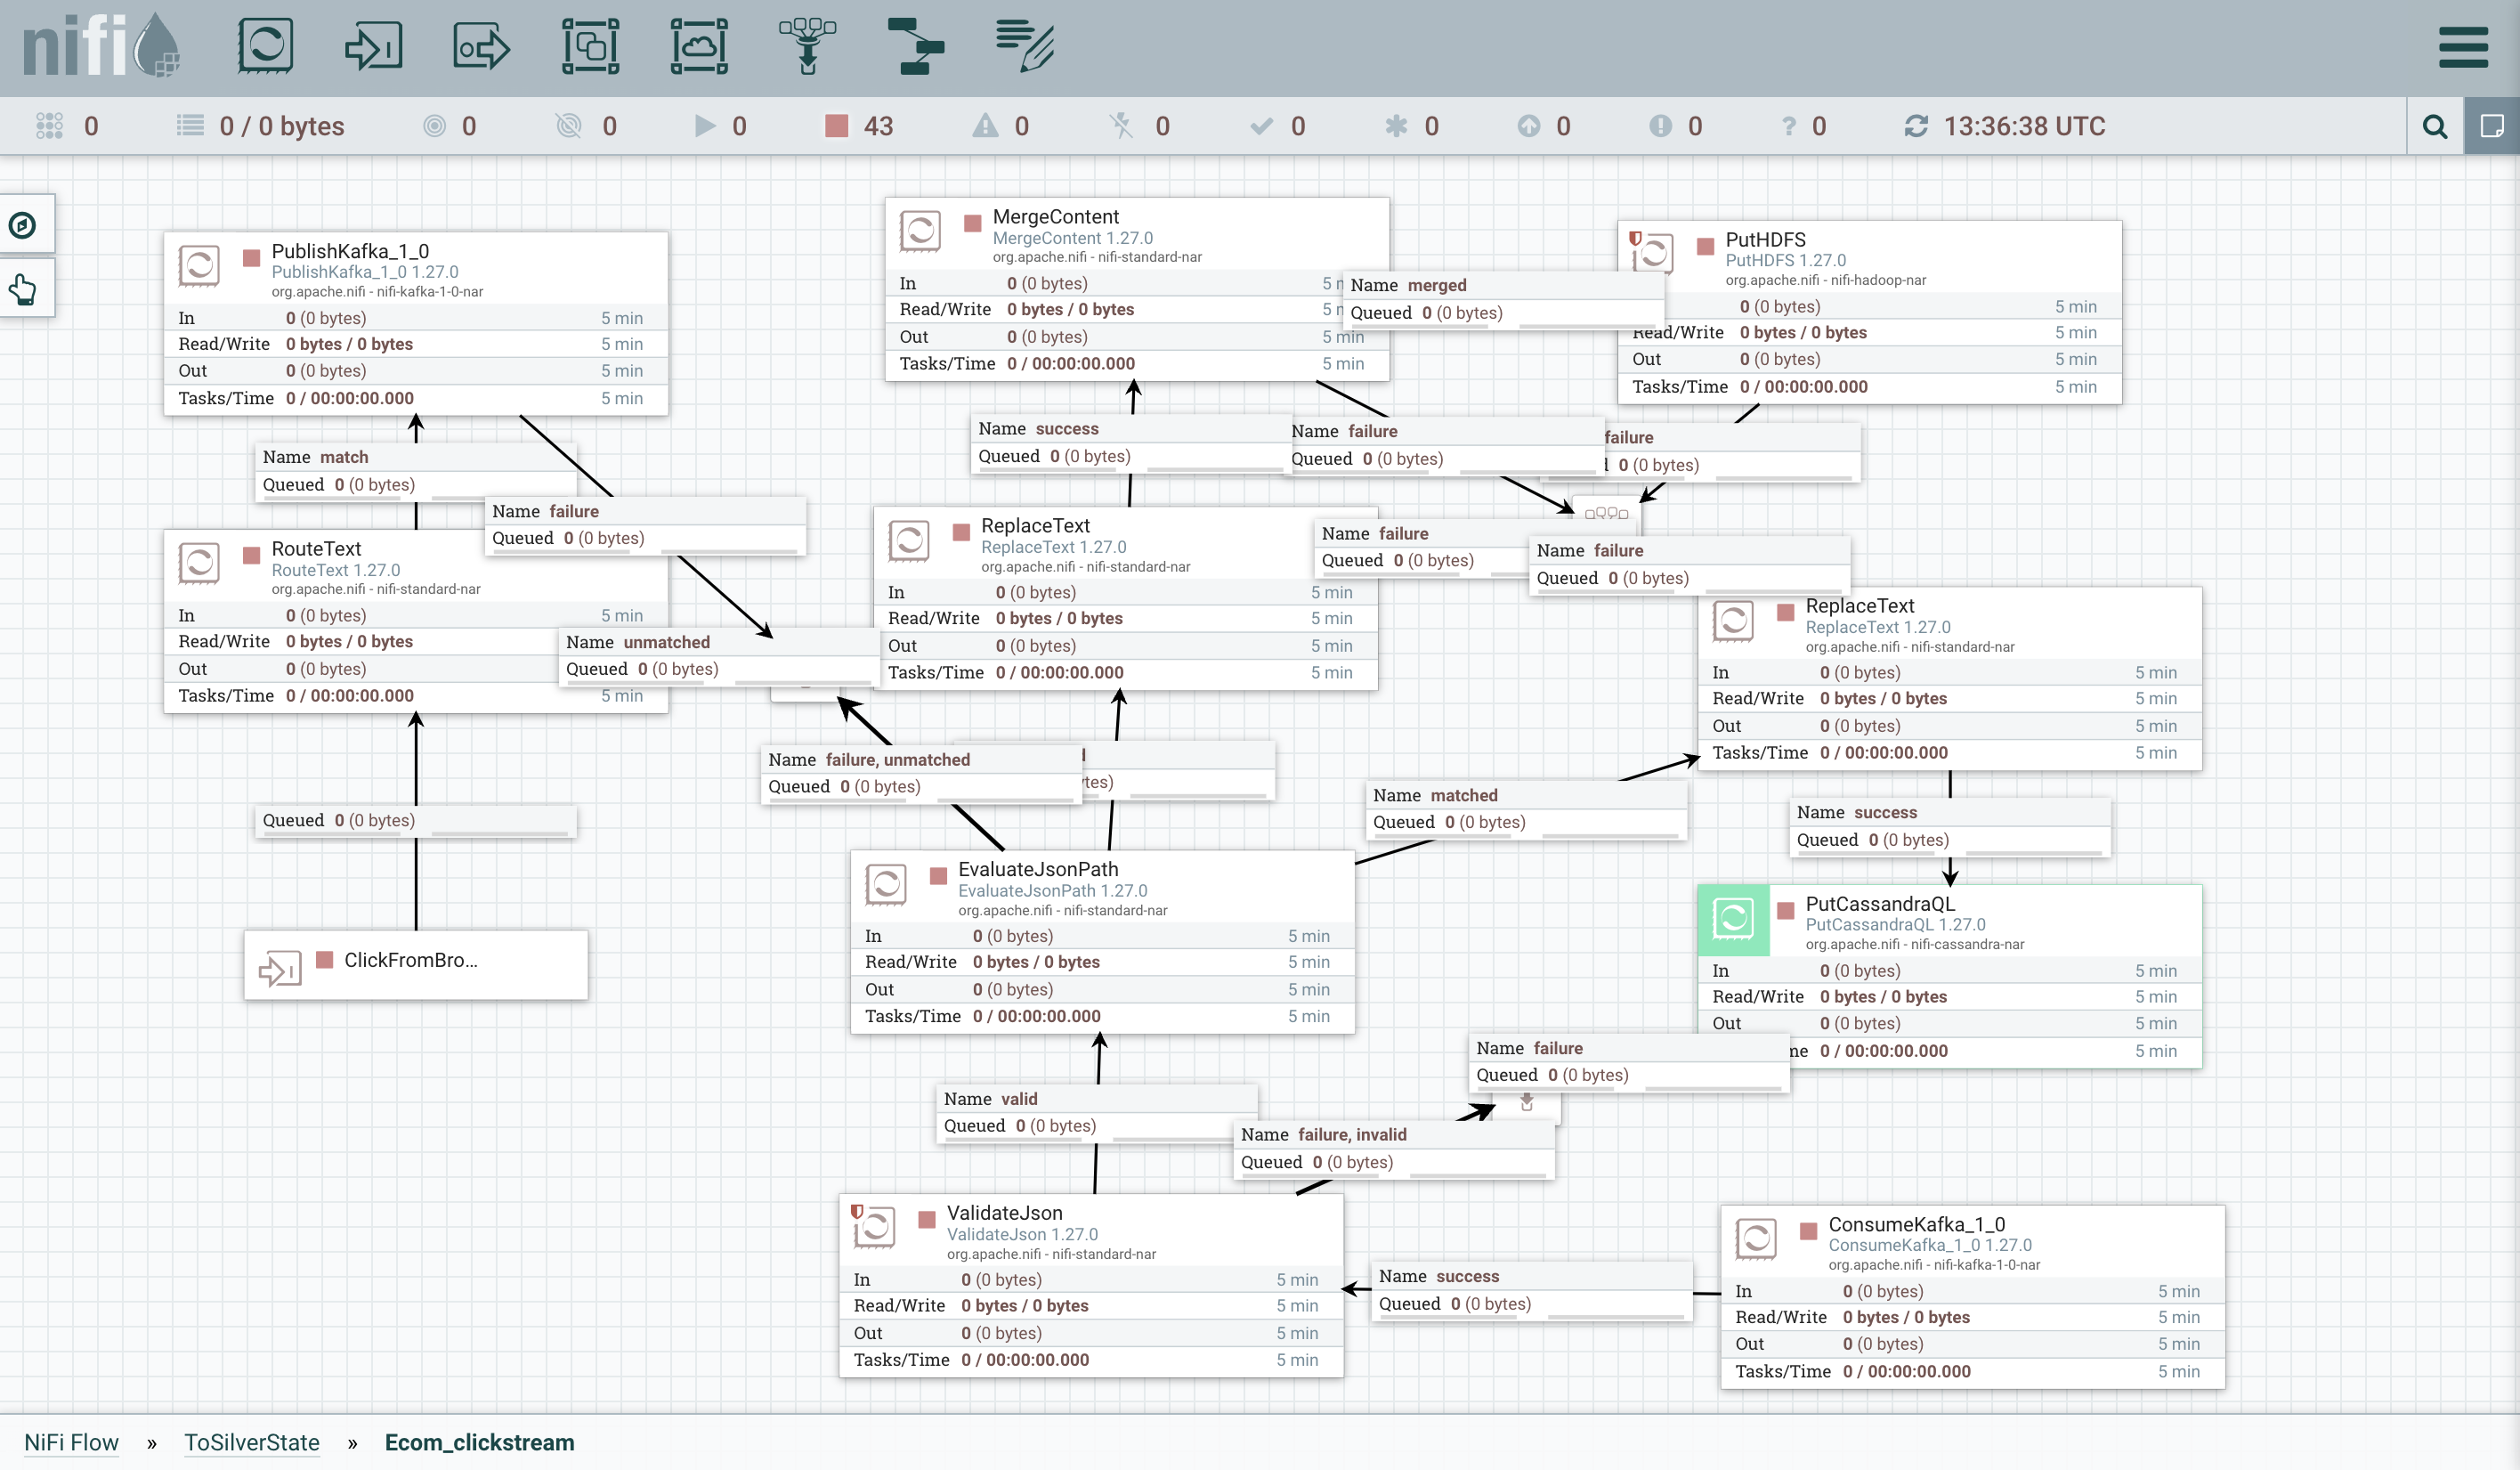 nifi
0
0 / 0 bytes
0
0
0
43
0
0
0
0
0
0
0
13:36:38 UTC
PublishKafka_1_0
PublishKafka_1_0 1.27.0
org.apache.nifi - nifi-kafka-1-0-nar
In 0 (0 bytes) 5 min
Read/Write 0 bytes / 0 bytes 5 min
Out 0 (0 bytes) 5 min
Tasks/Time 0 / 00:00:00.000 5 min
Name match
Queued 0 (0 bytes)
Name failure
Queued 0 (0 bytes)
RouteText
RouteText 1.27.0
org.apache.nifi - nifi-standard-nar
In 0 (0 bytes) 5 min
Read/Write 0 bytes / 0 bytes
Out 0 (0 bytes)
Tasks/Time 0 / 00:00:00.000 5 min
Name unmatched
Queued 0 (0 bytes)
Queued 0 (0 bytes)
ClickFromBro...
MergeContent
MergeContent 1.27.0
org.apache.nifi - nifi-standard-nar
In 0 (0 bytes) 5
Read/Write 0 bytes / 0 bytes 5
Out 0 (0 bytes) 5 min
Tasks/Time 0 / 00:00:00.000 5 min
Name merged
Queued 0 (0 bytes)
PutHDFS
PutHDFS 1.27.0
org.apache.nifi - nifi-hadoop-nar
0 (0 bytes) 5 min
Read/Write 0 bytes / 0 bytes 5 min
Out 0 (0 bytes) 5 min
Tasks/Time 0 / 00:00:00.000 5 min
Name success
Queued 0 (0 bytes)
Name failure
Queued 0 (0 bytes)
failure
0 (0 bytes)
ReplaceText
ReplaceText 1.27.0
org.apache.nifi - nifi-standard-nar
In 0 (0 bytes) 5 min
Read/Write 0 bytes / 0 bytes 5 min
Out 0 (0 bytes) 5 min
Tasks/Time 0 / 00:00:00.000 5 min
Name failure
Queued 0 (0 bytes)
Name failure
Queued 0 (0 bytes)
ReplaceText
ReplaceText 1.27.0
org.apache.nifi - nifi-standard-nar
In 0 (0 bytes) 5 min
Read/Write 0 bytes / 0 bytes 5 min
Out 0 (0 bytes) 5 min
Tasks/Time 0 / 00:00:00.000 5 min
Name failure, unmatched
Queued 0 (0 bytes)
Name matched
Queued 0 (0 bytes)
Name success
Queued 0 (0 bytes)
EvaluateJsonPath
EvaluateJsonPath 1.27.0
org.apache.nifi - nifi-standard-nar
In 0 (0 bytes) 5 min
Read/Write 0 bytes / 0 bytes 5 min
Out 0 (0 bytes) 5 min
Tasks/Time 0 / 00:00:00.000 5 min
PutCassandraQL
PutCassandraQL 1.27.0
org.apache.nifi - nifi-cassandra-nar
In 0 (0 bytes) 5 min
Read/Write 0 bytes / 0 bytes 5 min
Out 0 (0 bytes) 5 min
0 / 00:00:00.000 5 min
Name failure
Queued 0 (0 bytes)
Name valid
Queued 0 (0 bytes)
Name failure, invalid
Queued 0 (0 bytes)
ValidateJson
ValidateJson 1.27.0
org.apache.nifi - nifi-standard-nar
In 0 (0 bytes) 5 min
Read/Write 0 bytes / 0 bytes 5 min
Out 0 (0 bytes) 5 min
Tasks/Time 0 / 00:00:00.000 5 min
Name success
Queued 0 (0 bytes)
ConsumeKafka_1_0
ConsumeKafka_1_0 1.27.0
org.apache.nifi - nifi-kafka-1-0-nar
In 0 (0 bytes) 5 min
Read/Write 0 bytes / 0 bytes 5 min
Out 0 (0 bytes) 5 min
Tasks/Time 0 / 00:00:00.000 5 min
NiFi Flow » ToSilverState » Ecom_clickstream